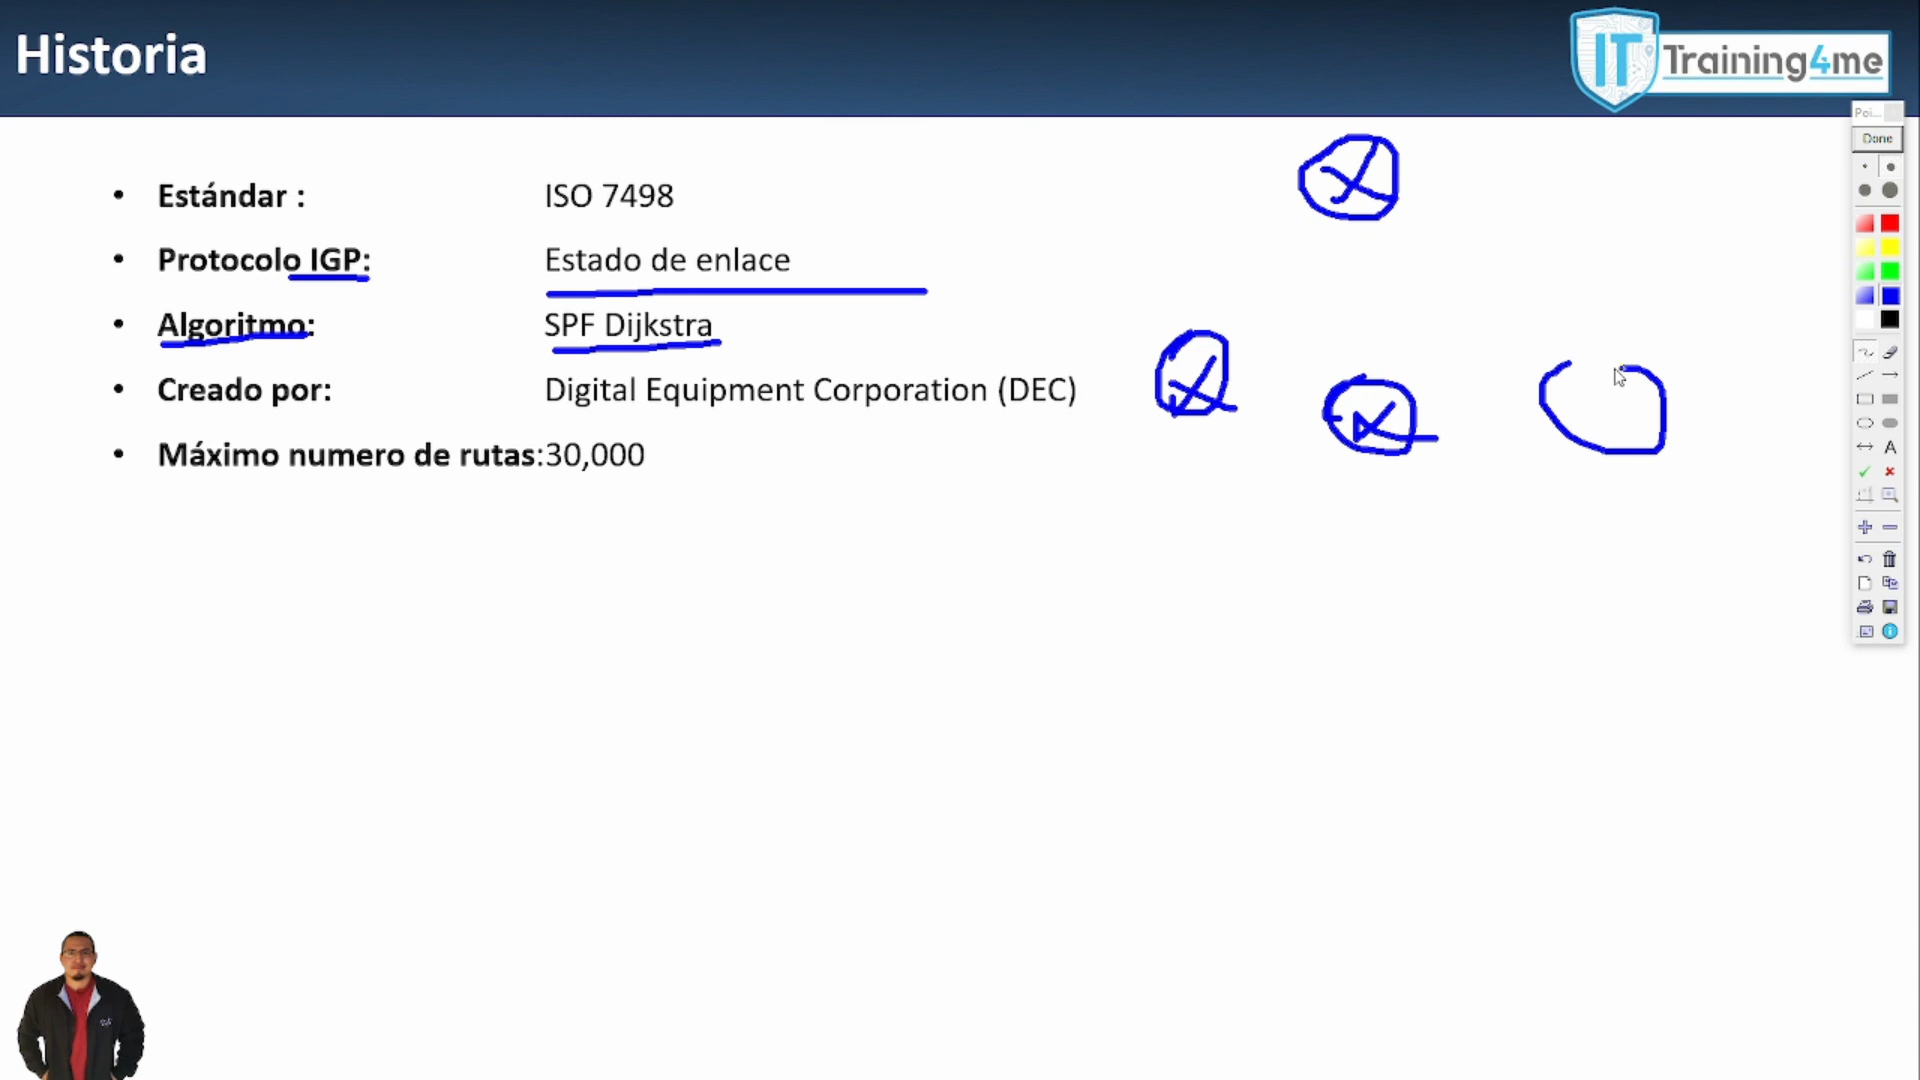 Historia
IT Training4me
Poi...
Done
• Estándar : ISO 7498
• Protocolo IGP: Estado de enlace
• Algoritmo: SPF Dijkstra
• Creado por: Digital Equipment Corporation (DEC)
• Máximo numero de rutas:30,000
A